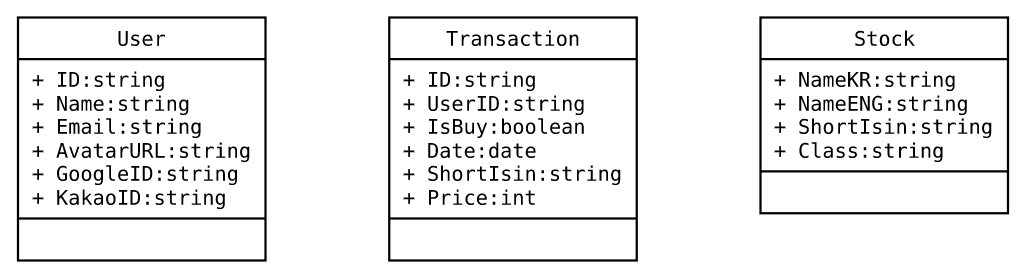 User
+ ID:string
+ Name:string
+ Email:string
+ AvatarURL:string
+ GoogleID:string
+ KakaoID:string
Transaction
+ ID:string
+ UserID:string
+ IsBuy:boolean
+ Date:date
+ ShortIsin:string
+ Price:int
Stock
+ NameKR:string
+ NameENG:string
+ ShortIsin:string
+ Class:string